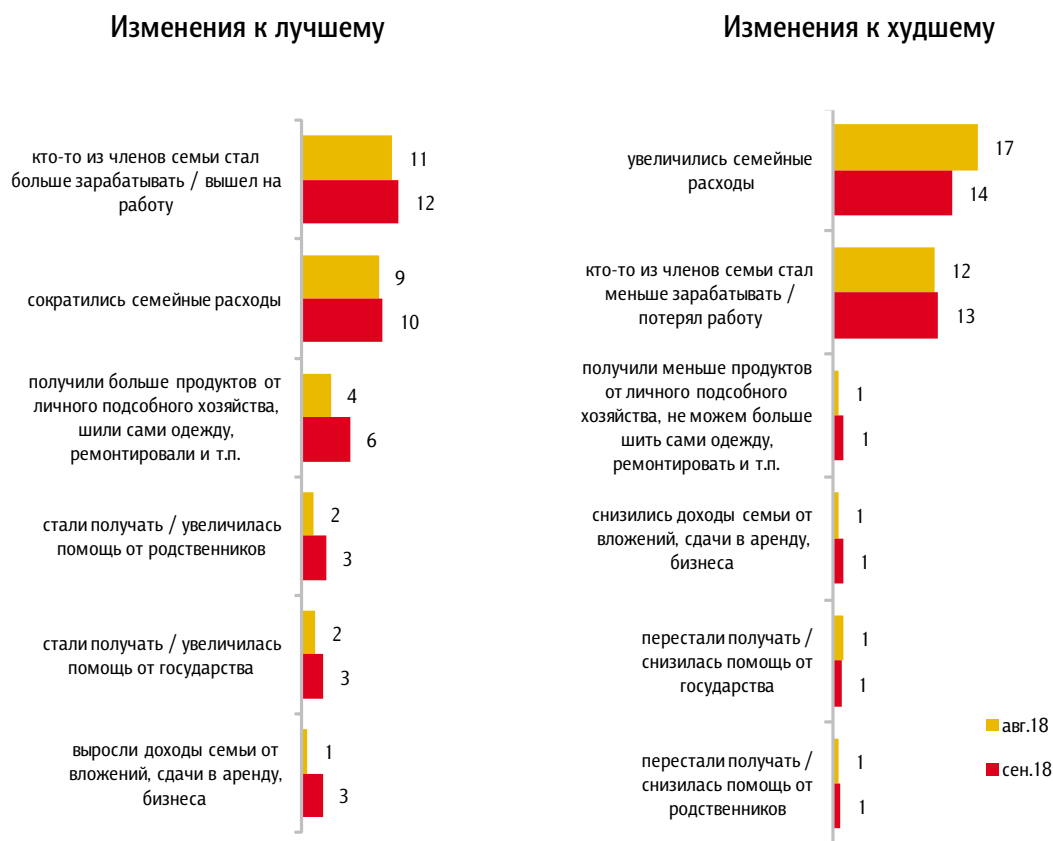 Изменения к лучшему
кто-то из членов семьи стал
больше зарабатывать / вышел на
работу
11
12
сократились семейные расходы
9
10
получили больше продуктов от
личного подсобного хозяйства,
шили сами одежду,
ремонтировали и т.п.
4
6
стали получать / увеличилась
помощь от родственников
2
3
стали получать / увеличилась
помощь от государства
2
3
выросли доходы семьи от
вложений, сдачи в аренду,
бизнеса
1
3
Изменения к худшему
увеличились семейные
расходы
17
14
кто-то из членов семьи стал
меньше зарабатывать /
потерял работу
12
13
получили меньше продуктов
от личного подсобного
хозяйства, не можем больше
шить сами одежду,
ремонтировать и т.п.
1
1
снизились доходы семьи от
вложений, сдачи в аренду,
бизнеса
1
1
перестали получать /
снизилась помощь от
государства
1
1
перестали получать /
снизилась помощь от
родственников
1
1
авг.18
сен.18